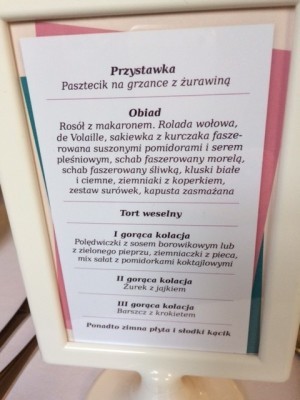 Przystawka
Pasztecik na grzance z żurawiną
Obiad
Rosół z makaronem. Rolada wołowa,
de Volaille, sakiewka z kurczaka fasze-
rowana suszonymi pomidorami i serem
pleśniowym, schab faszerowany morelą,
schab faszerowany śliwką, kluski białe
i ciemne, ziemniaki z koperkiem,
zestaw surówek, kapusta zasmażana
Tort weselny
I gorąca kolacja
Polędwiczki z sosem borowikowym lub
z zielonego pieprzu, ziemniaczki z pieca,
mix sałat z pomidorkami koktajlowymi
II gorąca kolacja
Żurek z jajkiem
III gorąca kolacja
Barszcz z krokietem
Ponadto zimna płyta i słodki kącik